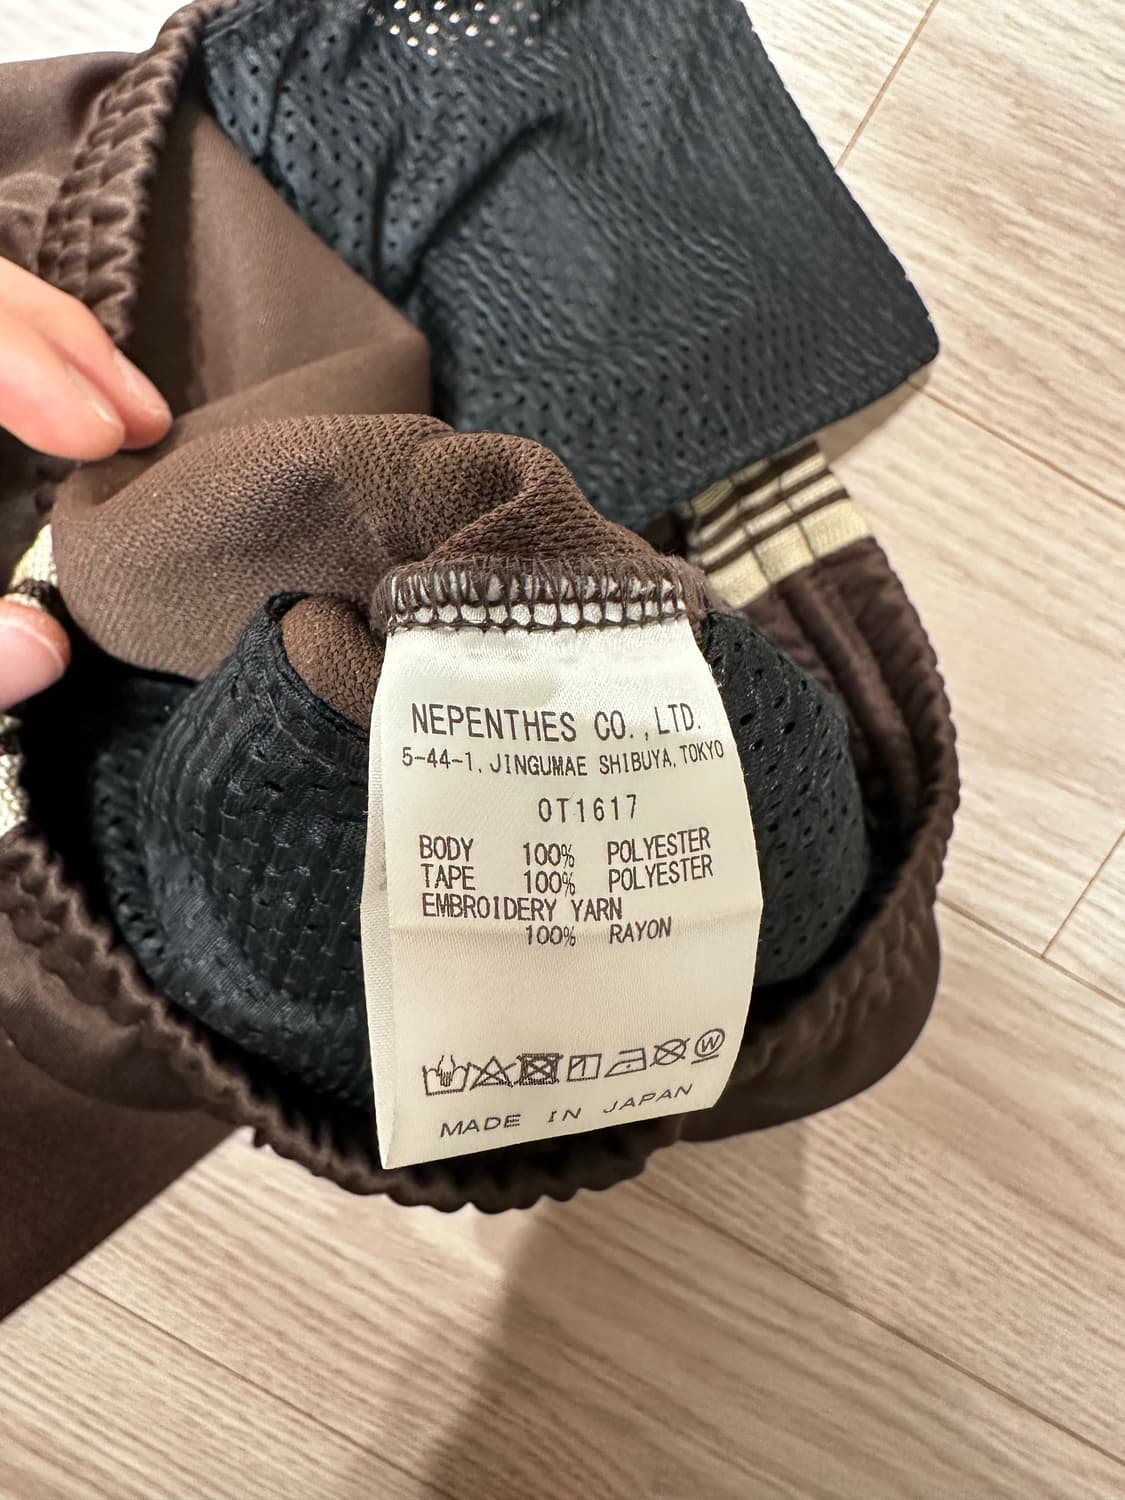 NEPENTHES CO.,LTD.
5-44-1, JINGUMAE SHIBUYA, TOKYO
OT1617
BODY 100% POLYESTER
TAPE 100% POLYESTER
EMBROIDERY YARN
100% RAYON
W
MADE IN JAPAN